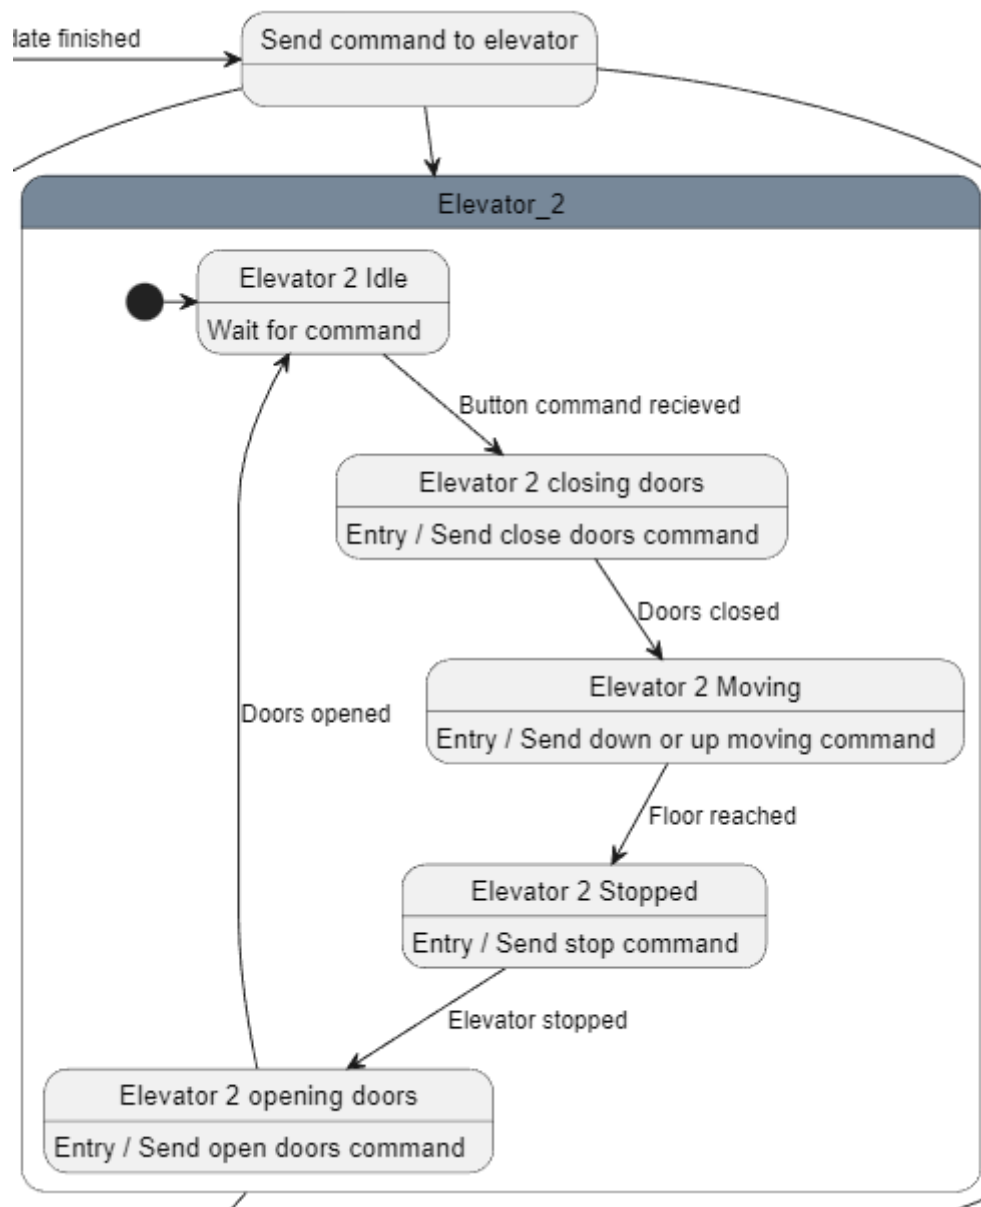 date finished
Send command to elevator
Elevator_2
Elevator 2 Idle
Wait for command
Button command recieved
Elevator 2 closing doors
Entry / Send close doors command
Doors closed
Elevator 2 Moving
Entry / Send down or up moving command
Doors opened
Floor reached
Elevator 2 Stopped
Entry / Send stop command
Elevator stopped
Elevator 2 opening doors
Entry / Send open doors command